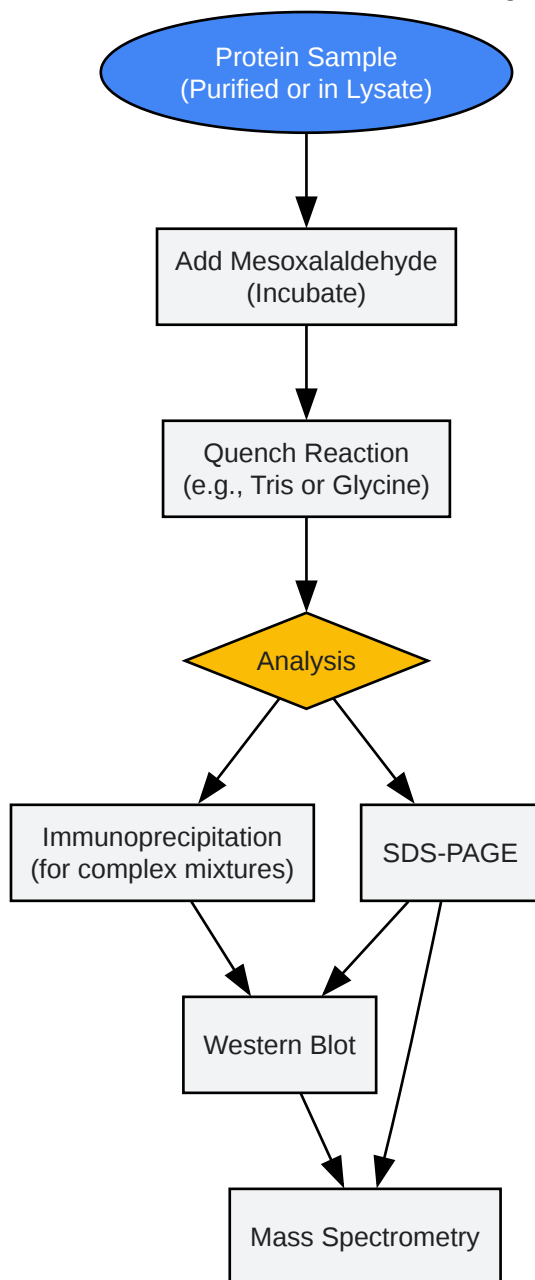 Protein Sample
(Purified or in Lysate)
Add Mesoxalaldehyde
(Incubate)
Quench Reaction
(e.g., Tris or Glycine)
Analysis
Immunoprecipitation
(for complex mixtures)
SDS-PAGE
Western Blot
Mass Spectrometry